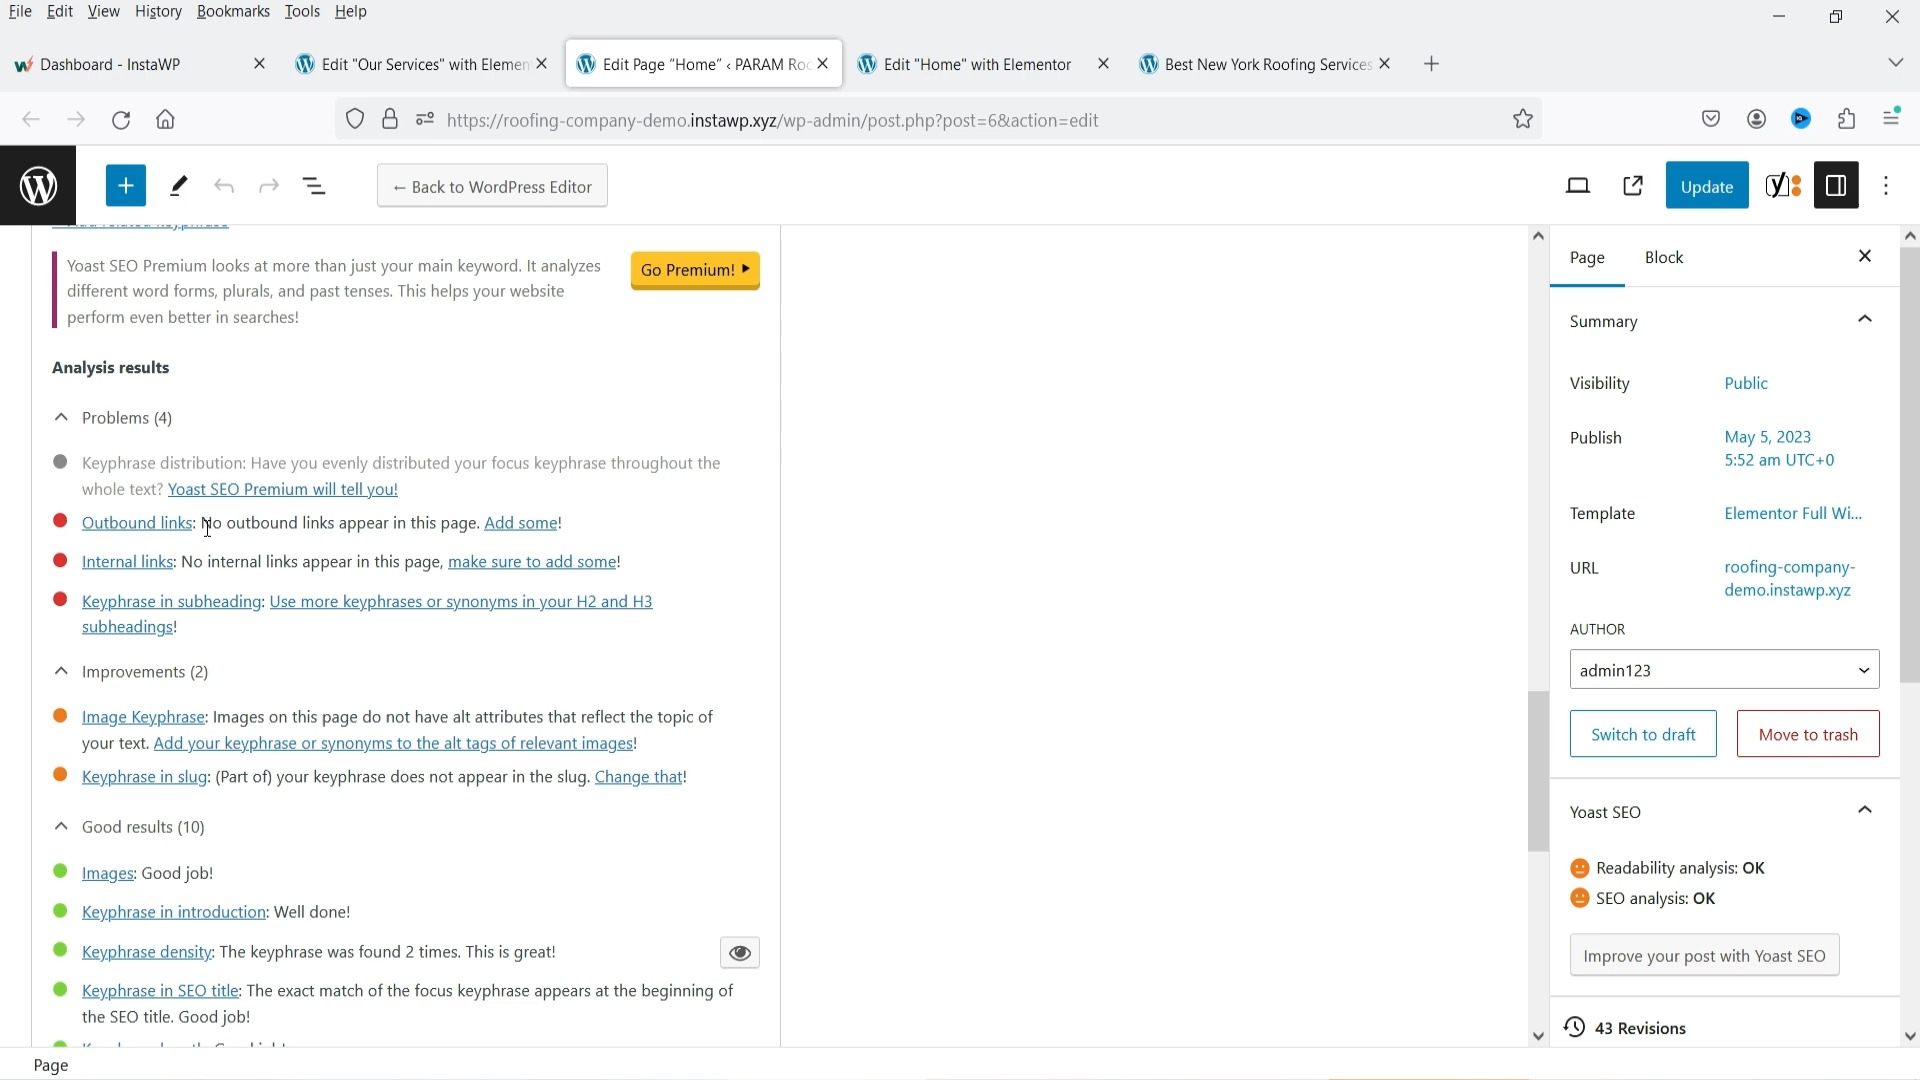 File Edit View History Bookmarks Tools Help
Dashboard - InstaWP
Edit "Our Services" with Elemen
Edit Page "Home" ‹ PARAM Roo
Edit "Home" with Elementor
Best New York Roofing Services
https://roofing-company-demo.instawp.xyz/wp-admin/post.php?post=6&action=edit
← Back to WordPress Editor
Update
Yoast SEO Premium looks at more than just your main keyword. It analyzes
different word forms, plurals, and past tenses. This helps your website
perform even better in searches!
Go Premium!
Analysis results
Problems (4)
Keyphrase distribution: Have you evenly distributed your focus keyphrase throughout the
whole text? Yoast SEO Premium will tell you!
Outbound links: No outbound links appear in this page. Add some!
Internal links: No internal links appear in this page, make sure to add some!
Keyphrase in subheading: Use more keyphrases or synonyms in your H2 and H3
subheadings!
Improvements (2)
Image Keyphrase: Images on this page do not have alt attributes that reflect the topic of
your text. Add your keyphrase or synonyms to the alt tags of relevant images!
Keyphrase in slug: (Part of) your keyphrase does not appear in the slug. Change that!
Good results (10)
Images: Good job!
Keyphrase in introduction: Well done!
Keyphrase density: The keyphrase was found 2 times. This is great!
Keyphrase in SEO title: The exact match of the focus keyphrase appears at the beginning of
the SEO title. Good job!
Page
Page Block
Summary
Visibility Public
Publish May 5, 2023
5:52 am UTC+0
Template Elementor Full Wi...
URL roofing-company-
demo.instawp.xyz
AUTHOR
admin123
Switch to draft Move to trash
Yoast SEO
Readability analysis: OK
SEO analysis: OK
Improve your post with Yoast SEO
43 Revisions